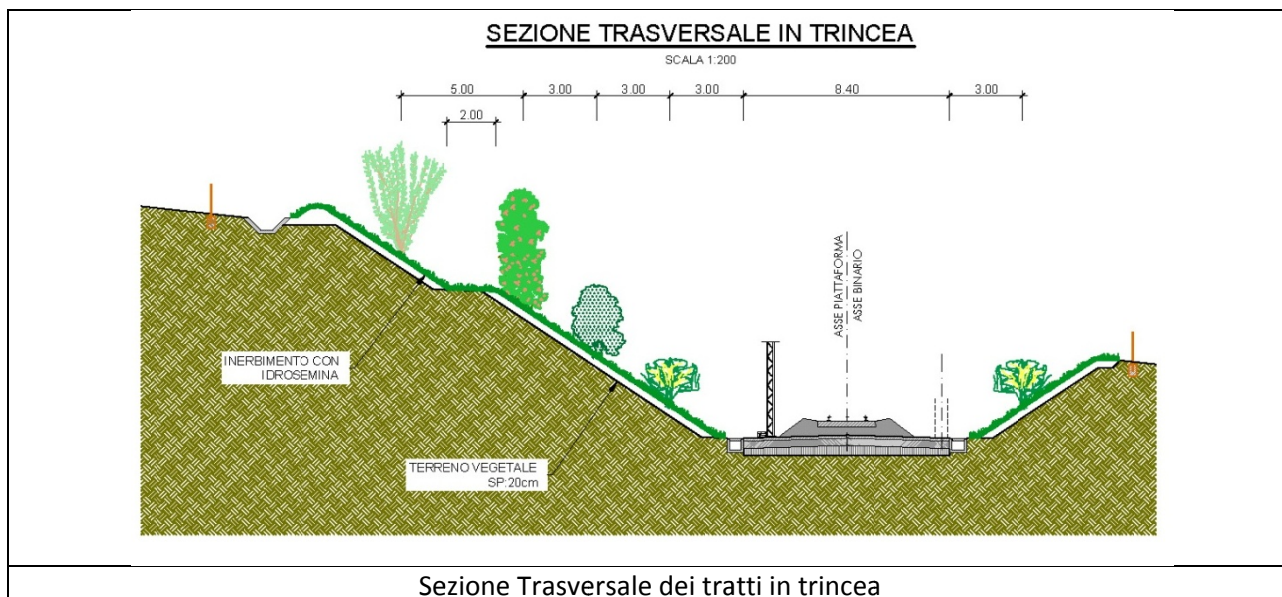 SEZIONE TRASVERSALE IN TRINCEA
SCALA 1:200
5.00 3.00 3.00 3.00 8.40 3.00
2.00
ASSE PIATTAFORMA
ASSE BINARIO
INERBIMENTO CON
IDROSEMINA
TERRENO VEGETALE
SP:20cm
Sezione Trasversale dei tratti in trincea